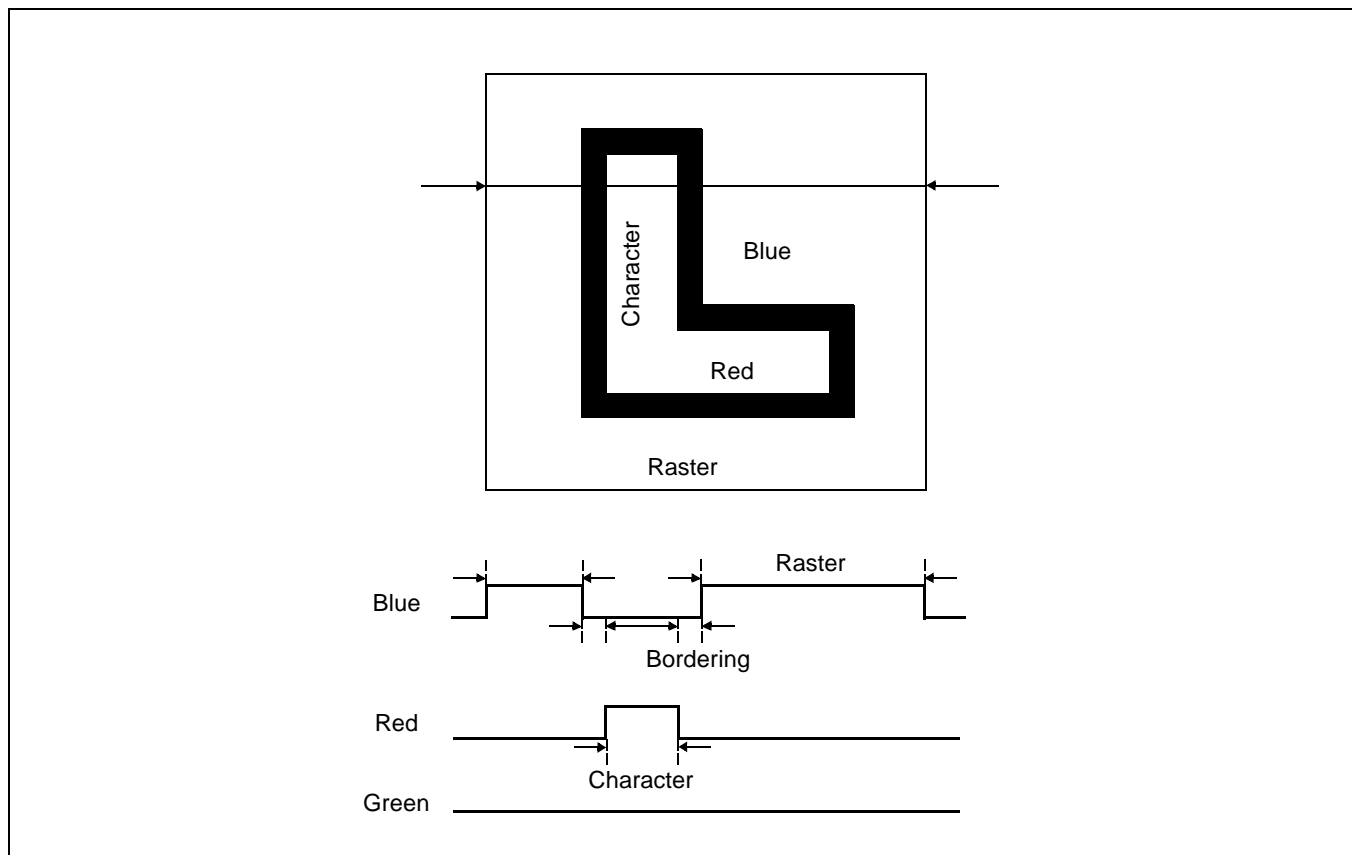 Character
Blue
Red
Raster
Raster
Blue
Bordering
Red
Character
Green